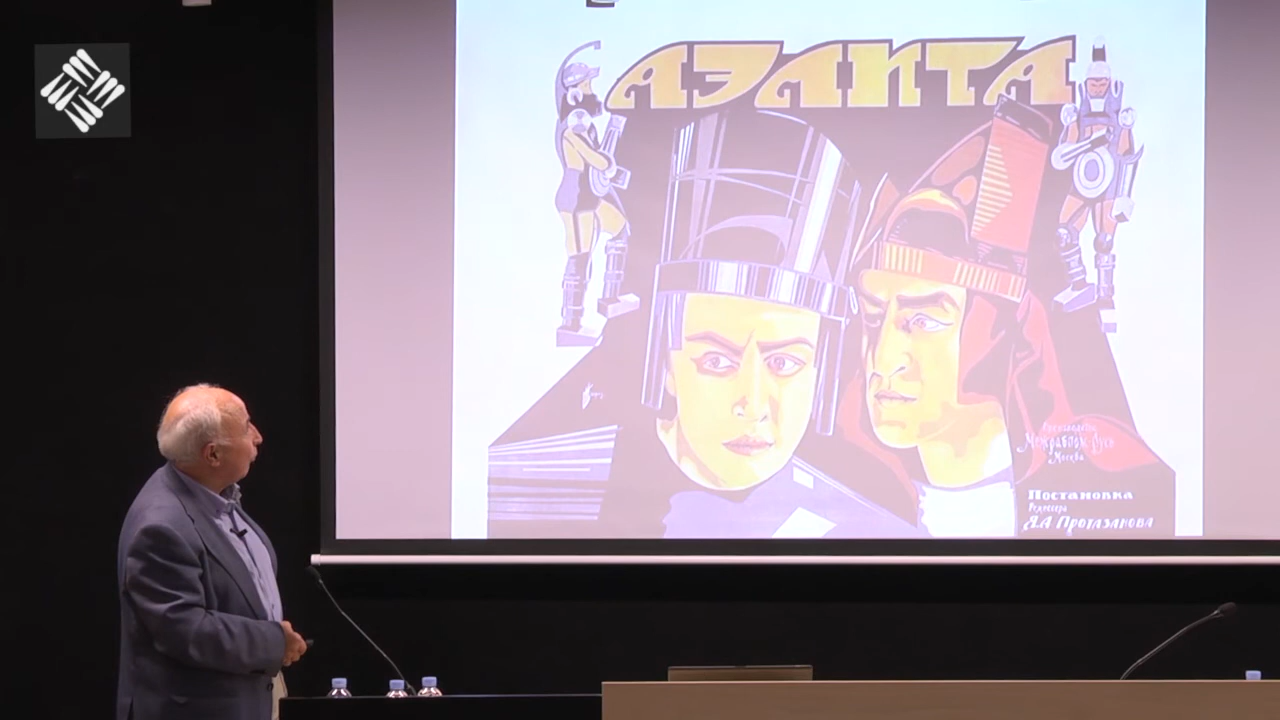 АЭЛИТА
Межрабпом-Русь
Москва
Постановка
Режиссера
Я.А Протазанова